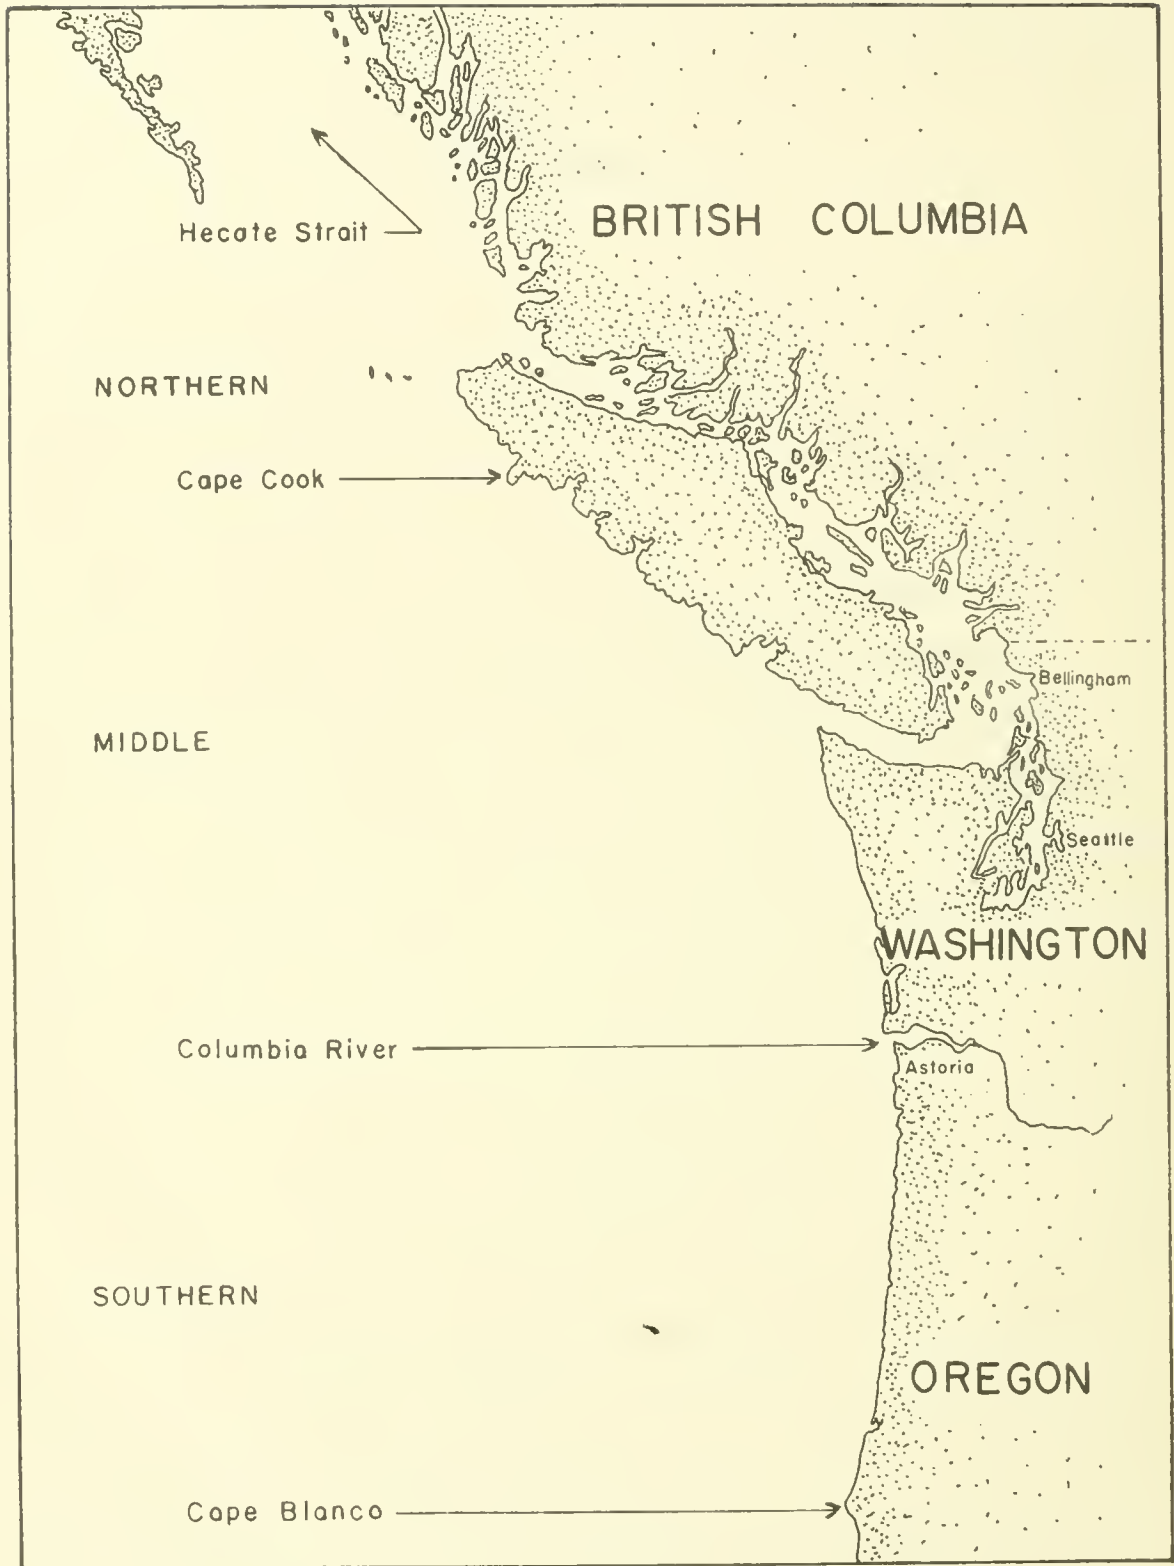 BRITISH COLUMBIA
Hecate Strait
NORTHERN
Cape Cook
Bellingham
MIDDLE
Seattle
WASHINGTON
Columbia River
Astoria
SOUTHERN
OREGON
Cape Blanco